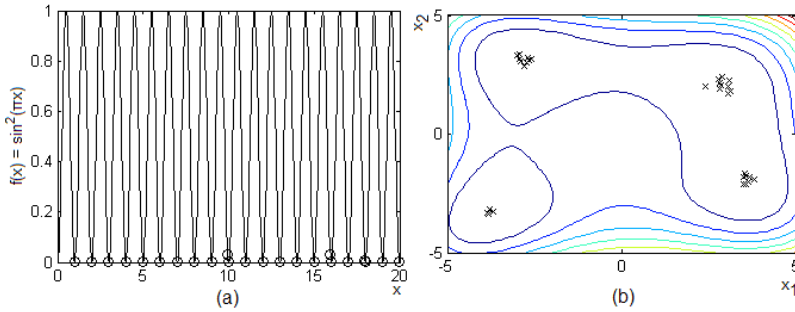 1
0.8
0.6
0.4
0.2
0
f(x) = sin²(πx)
0 5 10 15 20
x
(a)
x₂
5
0
-5
-5 0 5
x₁
(b)